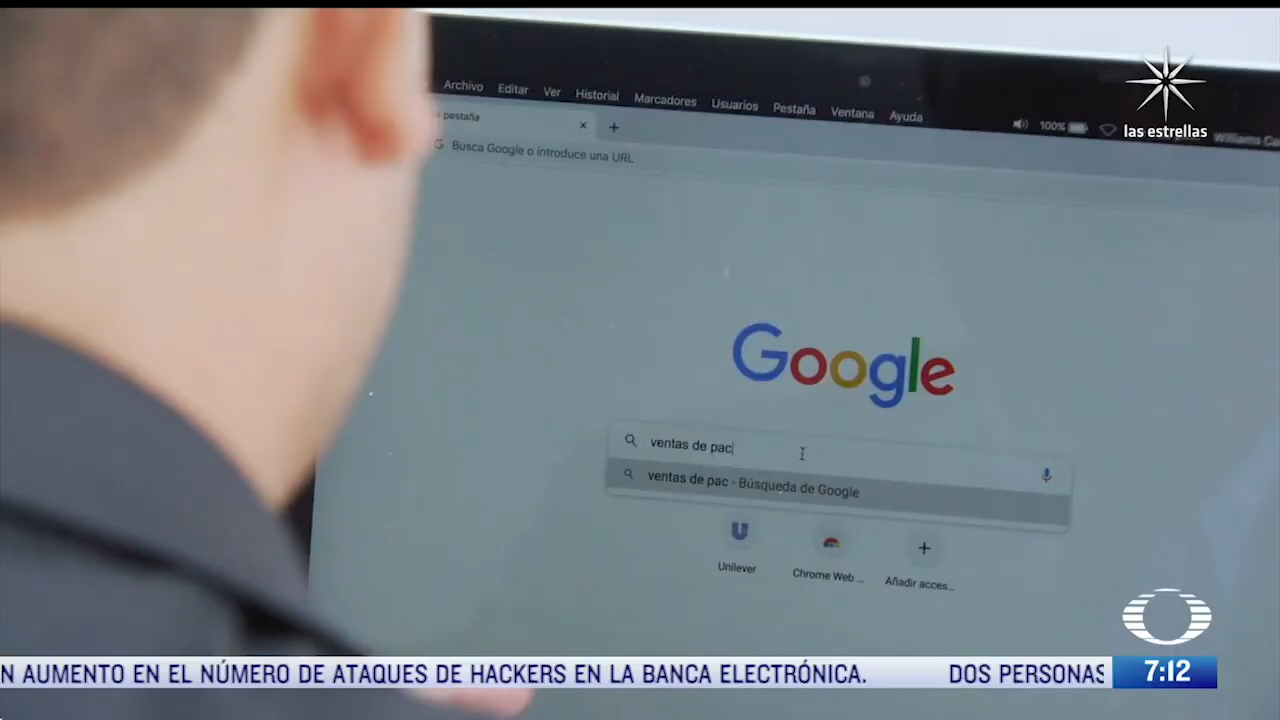 Archivo Editar Ver Historial Marcadores Usuarios Pestaña Ventana Ayuda
100%
las estrellas
pestaña
Busca Google o introduce una URL
Google
ventas de pac
ventas de pac - Búsqueda de Google
Unilever
Chrome Web ...
Añadir acces...
N AUMENTO EN EL NÚMERO DE ATAQUES DE HACKERS EN LA BANCA ELECTRÓNICA. DOS PERSONAS
7:12